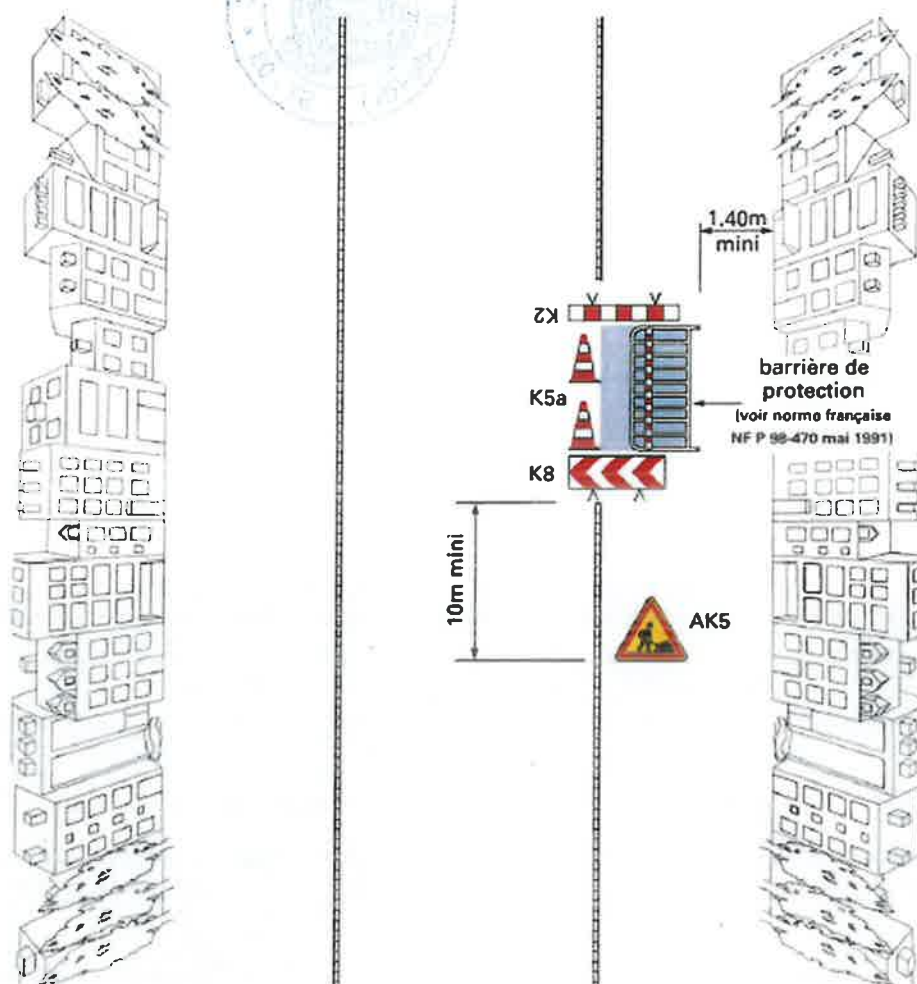 1.40m
mini
K2
K5a
barrière de
protection
(voir norme française
NF P 98-470 mai 1991)
K8
10m mini
AK5